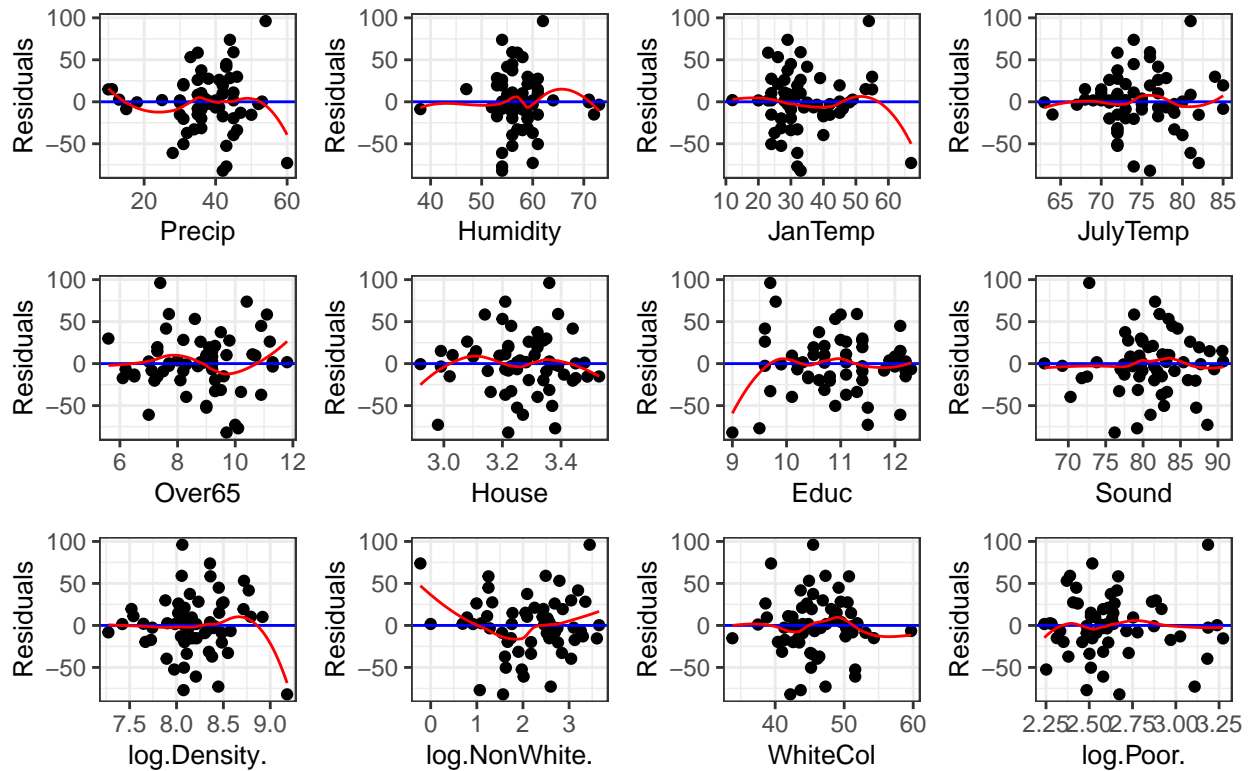 100
50
0
−50
Residuals
20 40 60
Precip
100
50
0
−50
Residuals
40 50 60 70
Humidity
100
50
0
−50
Residuals
10 20 30 40 50 60
JanTemp
100
50
0
−50
Residuals
65 70 75 80 85
JulyTemp
100
50
0
−50
Residuals
6 8 10 12
Over65
100
50
0
−50
Residuals
3.0 3.2 3.4
House
100
50
0
−50
Residuals
9 10 11 12
Educ
100
50
0
−50
Residuals
70 75 80 85 90
Sound
100
50
0
−50
Residuals
7.5 8.0 8.5 9.0
log.Density.
100
50
0
−50
Residuals
0 1 2 3
log.NonWhite.
100
50
0
−50
Residuals
40 50 60
WhiteCol
100
50
0
−50
Residuals
2.25 2.50 2.75 3.00 3.25
log.Poor.